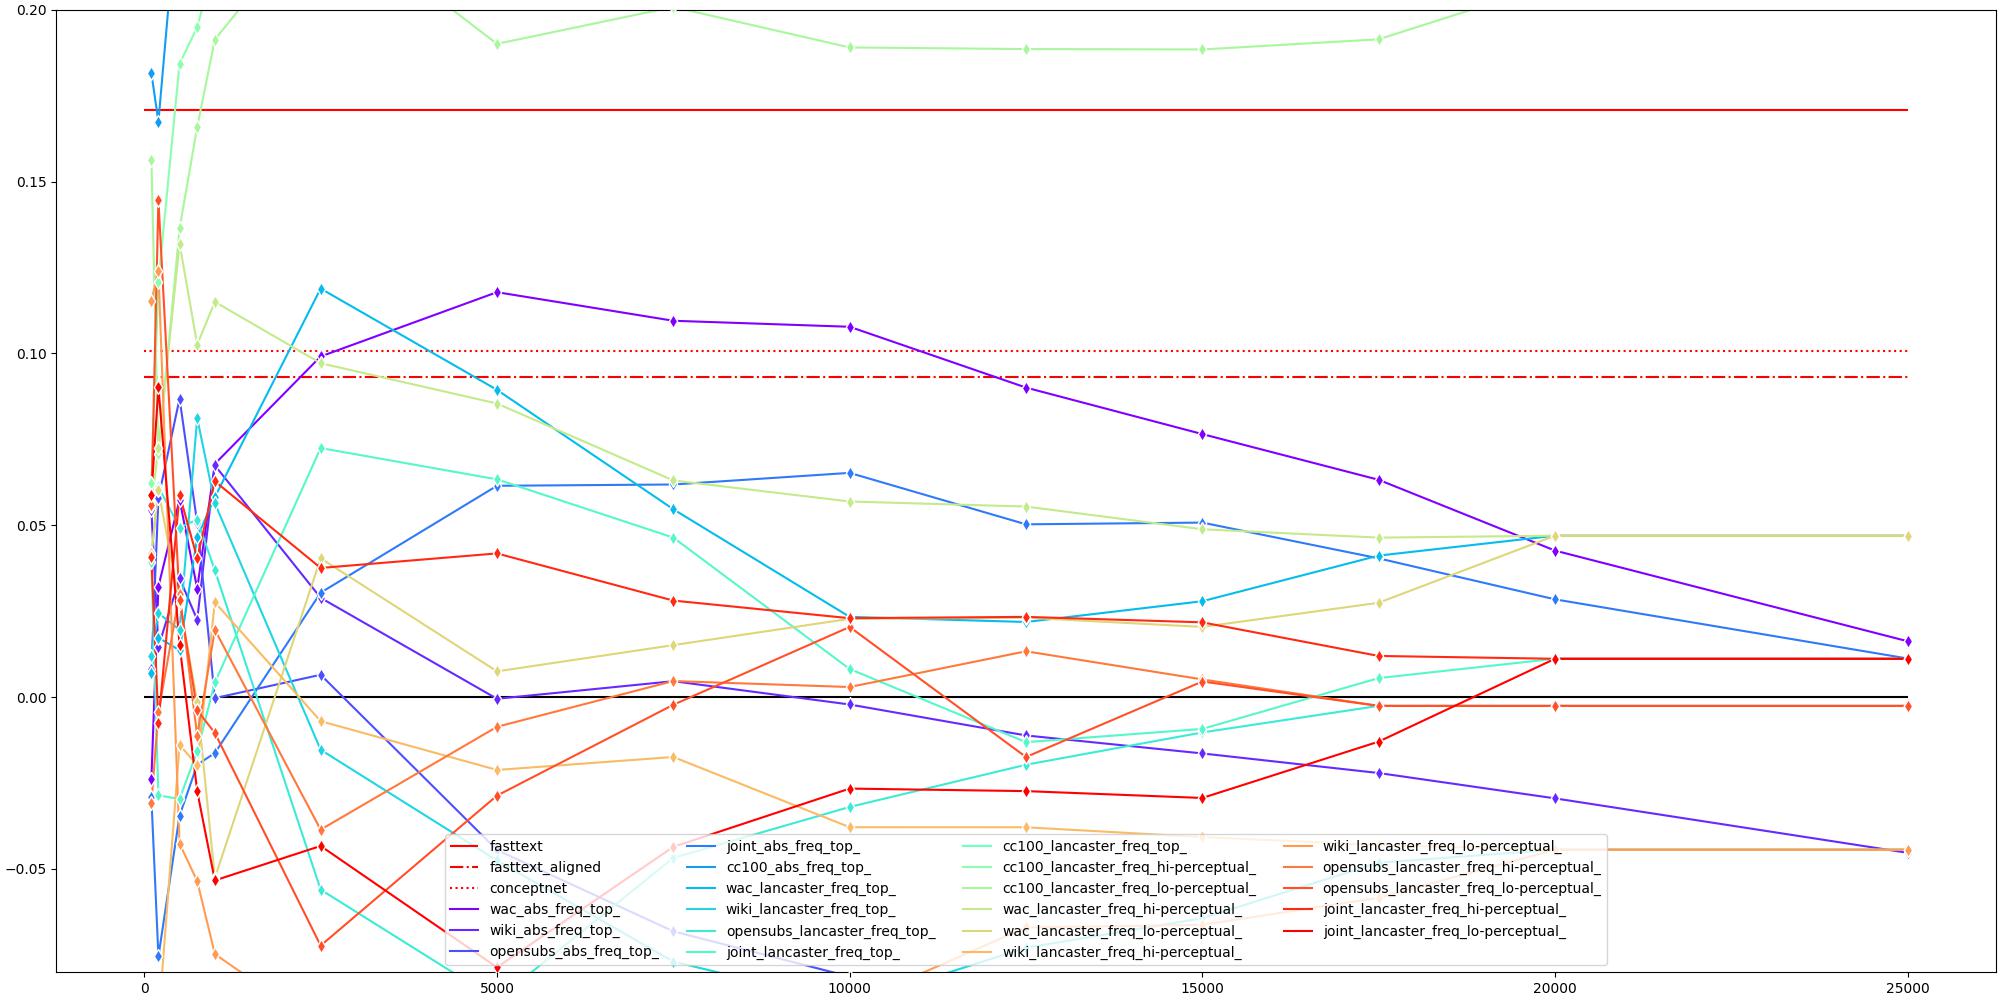 0.20
0.15
0.10
0.05
0.00
−0.05
0
5000
10000
15000
20000
25000
fasttext
fasttext_aligned
conceptnet
wac_abs_freq_top_
wiki_abs_freq_top_
opensubs_abs_freq_top_
joint_abs_freq_top_
cc100_abs_freq_top_
wac_lancaster_freq_top_
wiki_lancaster_freq_top_
opensubs_lancaster_freq_top_
joint_lancaster_freq_top_
cc100_lancaster_freq_top_
cc100_lancaster_freq_hi-perceptual_
cc100_lancaster_freq_lo-perceptual_
wac_lancaster_freq_hi-perceptual_
wac_lancaster_freq_lo-perceptual_
wiki_lancaster_freq_hi-perceptual_
wiki_lancaster_freq_lo-perceptual_
opensubs_lancaster_freq_hi-perceptual_
opensubs_lancaster_freq_lo-perceptual_
joint_lancaster_freq_hi-perceptual_
joint_lancaster_freq_lo-perceptual_